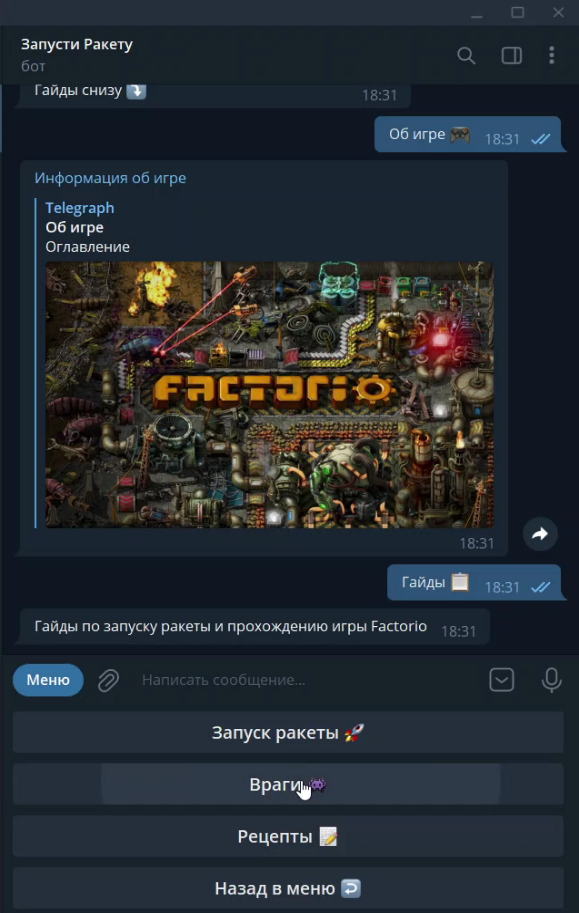 Запусти Ракету
бот
Гайды снизу ⤵️
18:31
Об игре 🎮 18:31
Информация об игре
Telegraph
Об игре
Оглавление
FACTORIO
18:31
Гайды 📋 18:31
Гайды по запуску ракеты и прохождению игры Factorio 18:31
Меню
Написать сообщение...
Запуск ракеты 🚀
Враги 👾
Рецепты 📝
Назад в меню ↩️